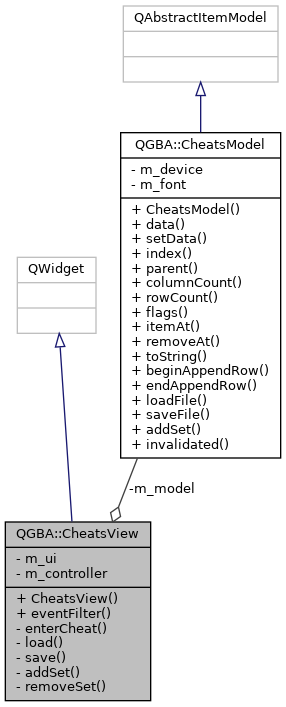 QAbstractItemModel
QGBA::CheatsModel
- m_device
- m_font
+ CheatsModel()
+ data()
+ setData()
+ index()
+ parent()
+ columnCount()
+ rowCount()
+ flags()
+ itemAt()
+ removeAt()
+ toString()
+ beginAppendRow()
+ endAppendRow()
+ loadFile()
+ saveFile()
+ addSet()
+ invalidated()
QWidget
-m_model
QGBA::CheatsView
- m_ui
- m_controller
+ CheatsView()
+ eventFilter()
- enterCheat()
- load()
- save()
- addSet()
- removeSet()